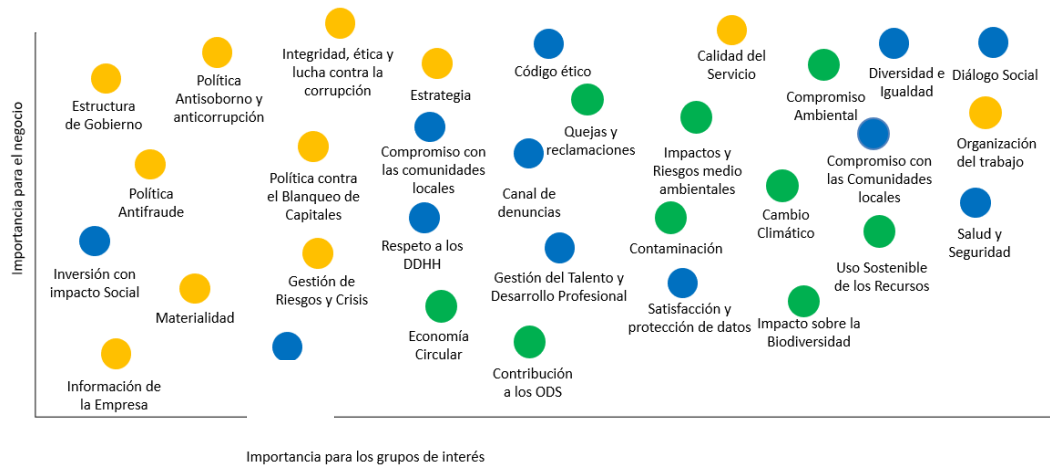 Importancia para el negocio
Estructura
de Gobierno
Política
Antisoborno y
anticorrupción
Integridad, ética y
lucha contra la
corrupción
Estrategia
Código ético
Calidad del
Servicio
Compromiso
Ambiental
Diversidad e
Igualdad
Diálogo Social
Política
Antifraude
Política contra
el Blanqueo de
Capitales
Compromiso con
las comunidades
locales
Quejas y
reclamaciones
Canal de
denuncias
Impactos y
Riesgos medio
ambientales
Compromiso con
las Comunidades
locales
Organización
del trabajo
Inversión con
impacto Social
Materialidad
Gestión de
Riesgos y Crisis
Respeto a los
DDHH
Gestión del Talento y
Desarrollo Profesional
Contaminación
Cambio
Climático
Uso Sostenible
de los Recursos
Salud y
Seguridad
Información de
la Empresa
Economía
Circular
Contribución
a los ODS
Satisfacción y
protección de datos
Impacto sobre la
Biodiversidad
Importancia para los grupos de interés